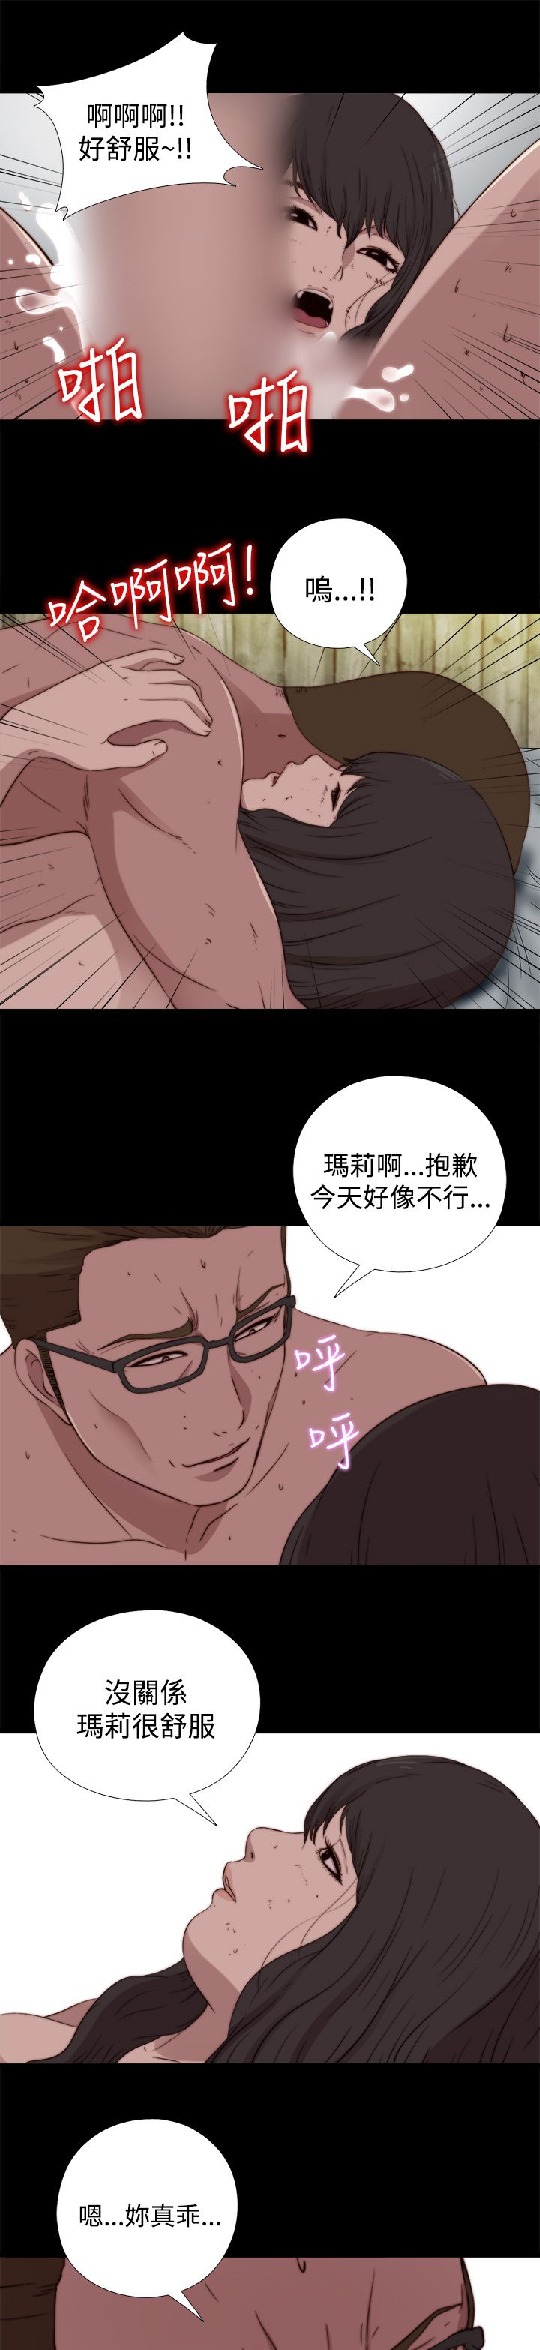 啊啊啊!!
好舒服~!!
啪
啪
哈啊啊!
嗚...!!
瑪莉啊...抱歉
今天好像不行...
呼
呼
沒關係
瑪莉很舒服
嗯...妳真乖...